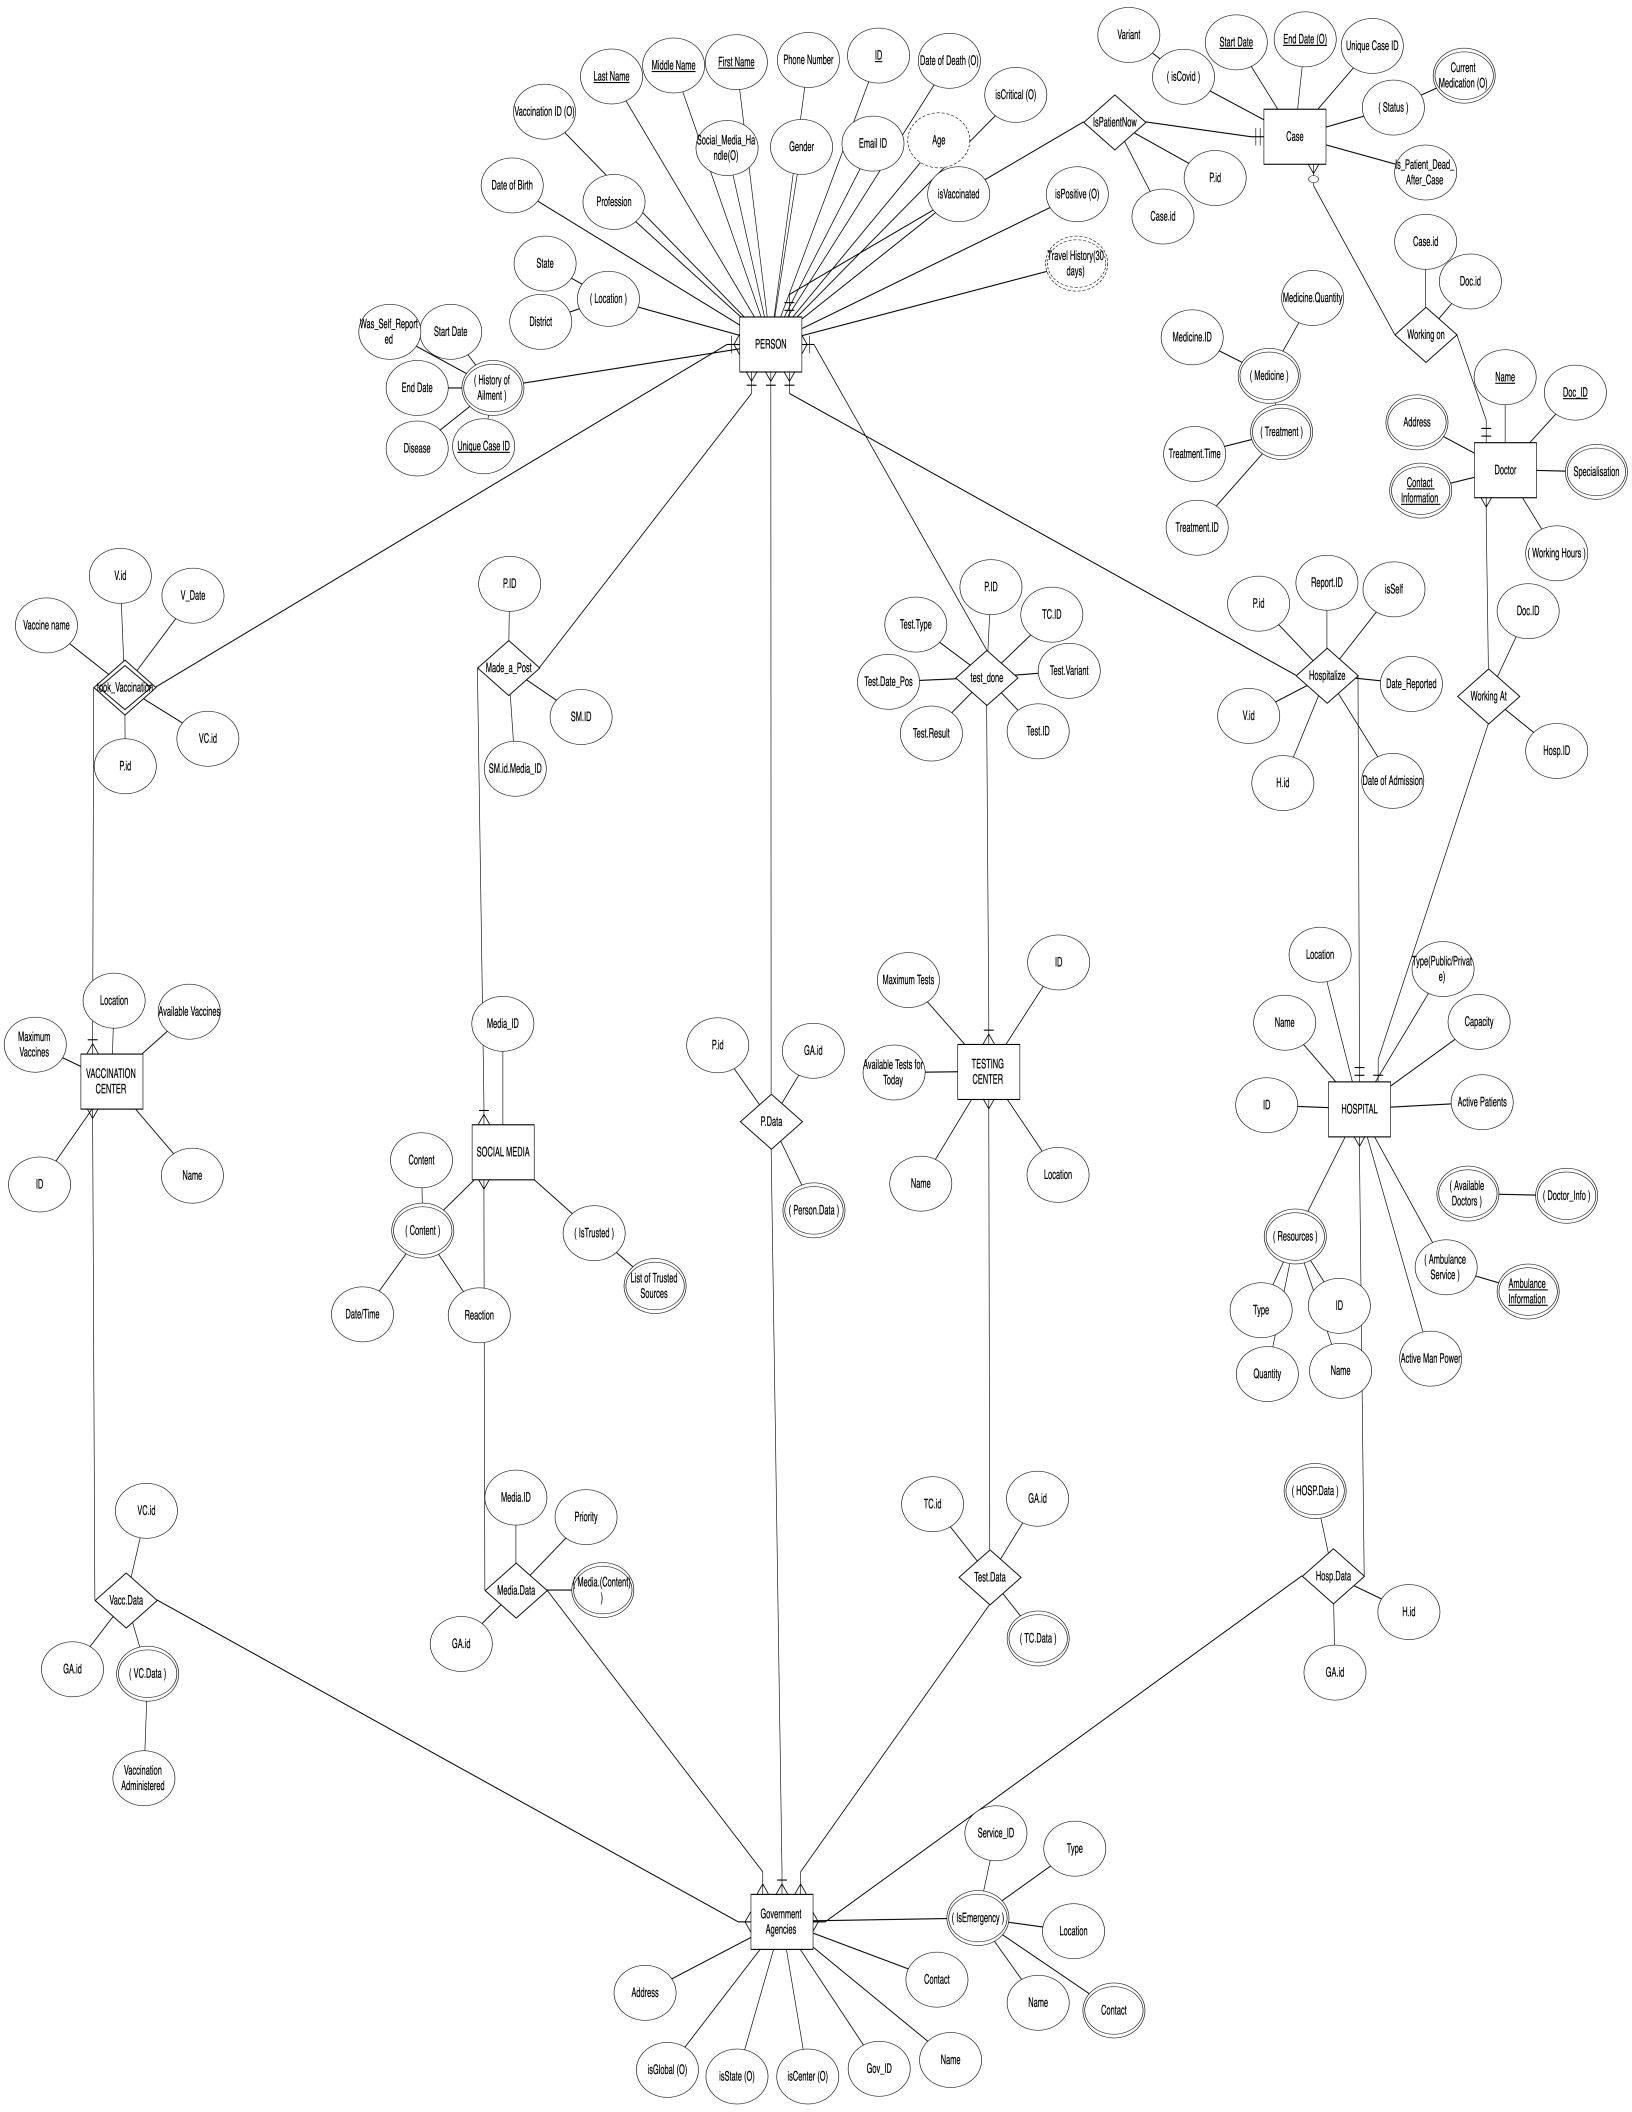 Variant
Start Date
End Date (O)
Unique Case ID
Current
Medication (O)
( isCovid )
( Status )
Case
Is_Patient_Dead_
After_Case
IsPatientNow
P.id
Case.id
Last Name
Middle Name
First Name
Phone Number
ID
Date of Death (O)
isCritical (O)
Vaccination ID (O)
Social_Media_Ha
ndle(O)
Gender
Email ID
Age
Date of Birth
Profession
isVaccinated
isPositive (O)
State
( Location )
District
Travel History(30
days)
Was_Self_Report
ed
Start Date
End Date
( History of
Ailment )
Disease
Unique Case ID
PERSON
Medicine.Quantity
Medicine.ID
( Medicine )
( Treatment )
Treatment.Time
Treatment.ID
Case.id
Doc.id
Working on
Name
Doc_ID
Address
Doctor
Specialisation
Contact
Information
( Working Hours )
V.id
V_Date
Vaccine name
took_Vaccination
P.id
VC.id
P.ID
Made_a_Post
SM.ID
SM.id.Media_ID
P.ID
Test.Type
TC.ID
Test.Date_Pos
test_done
Test.Variant
Test.Result
Test.ID
P.id
Report.ID
isSelf
Hospitalize
Date_Reported
V.id
H.id
Date of Admission
Doc.ID
Working At
Hosp.ID
Location
Available Vaccines
Maximum
Vaccines
VACCINATION
CENTER
ID
Name
Media_ID
SOCIAL MEDIA
Content
( Content )
( IsTrusted )
List of Trusted
Sources
Date/Time
Reaction
P.id
GA.id
P.Data
( Person.Data )
Maximum Tests
ID
Available Tests for
Today
TESTING
CENTER
Name
Location
Location
Type(Public/Privat
e)
Name
Capacity
ID
HOSPITAL
Active Patients
( Available
Doctors )
( Doctor_Info )
( Resources )
( Ambulance
Service )
Ambulance
Information
Type
ID
Quantity
Name
Active Man Power
VC.id
Vacc.Data
GA.id
( VC.Data )
Vaccination
Administered
Media.ID
Priority
Media.Data
( Media.(Content)
)
GA.id
TC.id
GA.id
Test.Data
( TC.Data )
( HOSP.Data )
Hosp.Data
H.id
GA.id
Service_ID
Type
Government
Agencies
( IsEmergency )
Location
Contact
Name
Contact
Address
isGlobal (O)
isState (O)
isCenter (O)
Gov_ID
Name